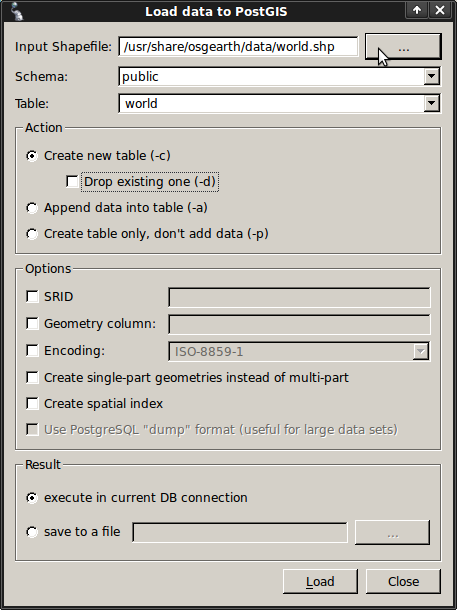 Load data to PostGIS
Input Shapefile: /usr/share/osgearth/data/world.shp ...
Schema: public
Table: world
Action
Create new table (-c)
Drop existing one (-d)
Append data into table (-a)
Create table only, don't add data (-p)
Options
SRID
Geometry column:
Encoding: ISO-8859-1
Create single-part geometries instead of multi-part
Create spatial index
Use PostgreSQL "dump" format (useful for large data sets)
Result
execute in current DB connection
save to a file ...
Load Close